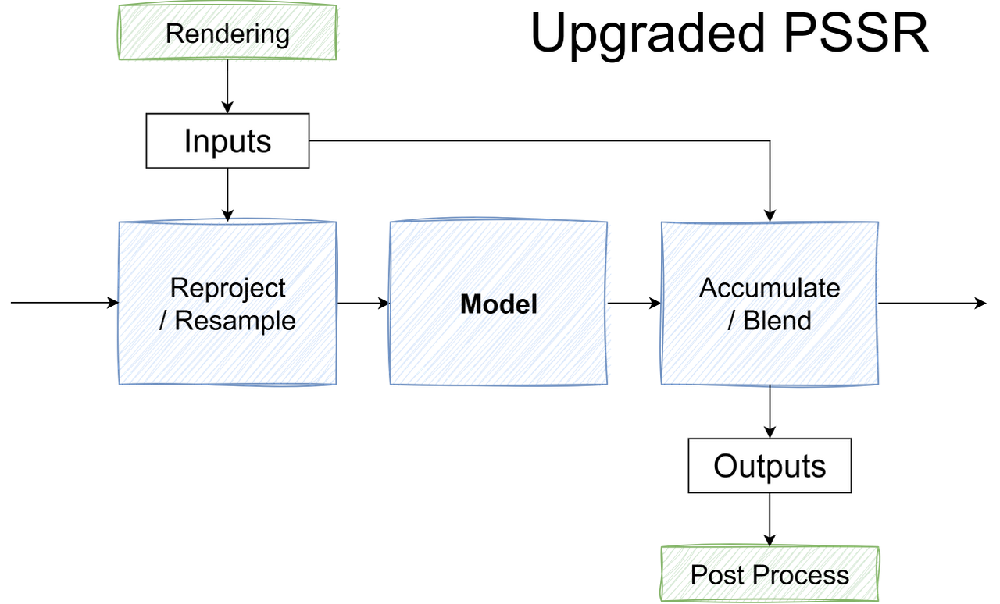 Upgraded PSSR
Rendering
Inputs
Reproject
/ Resample
Model
Accumulate
/ Blend
Outputs
Post Process